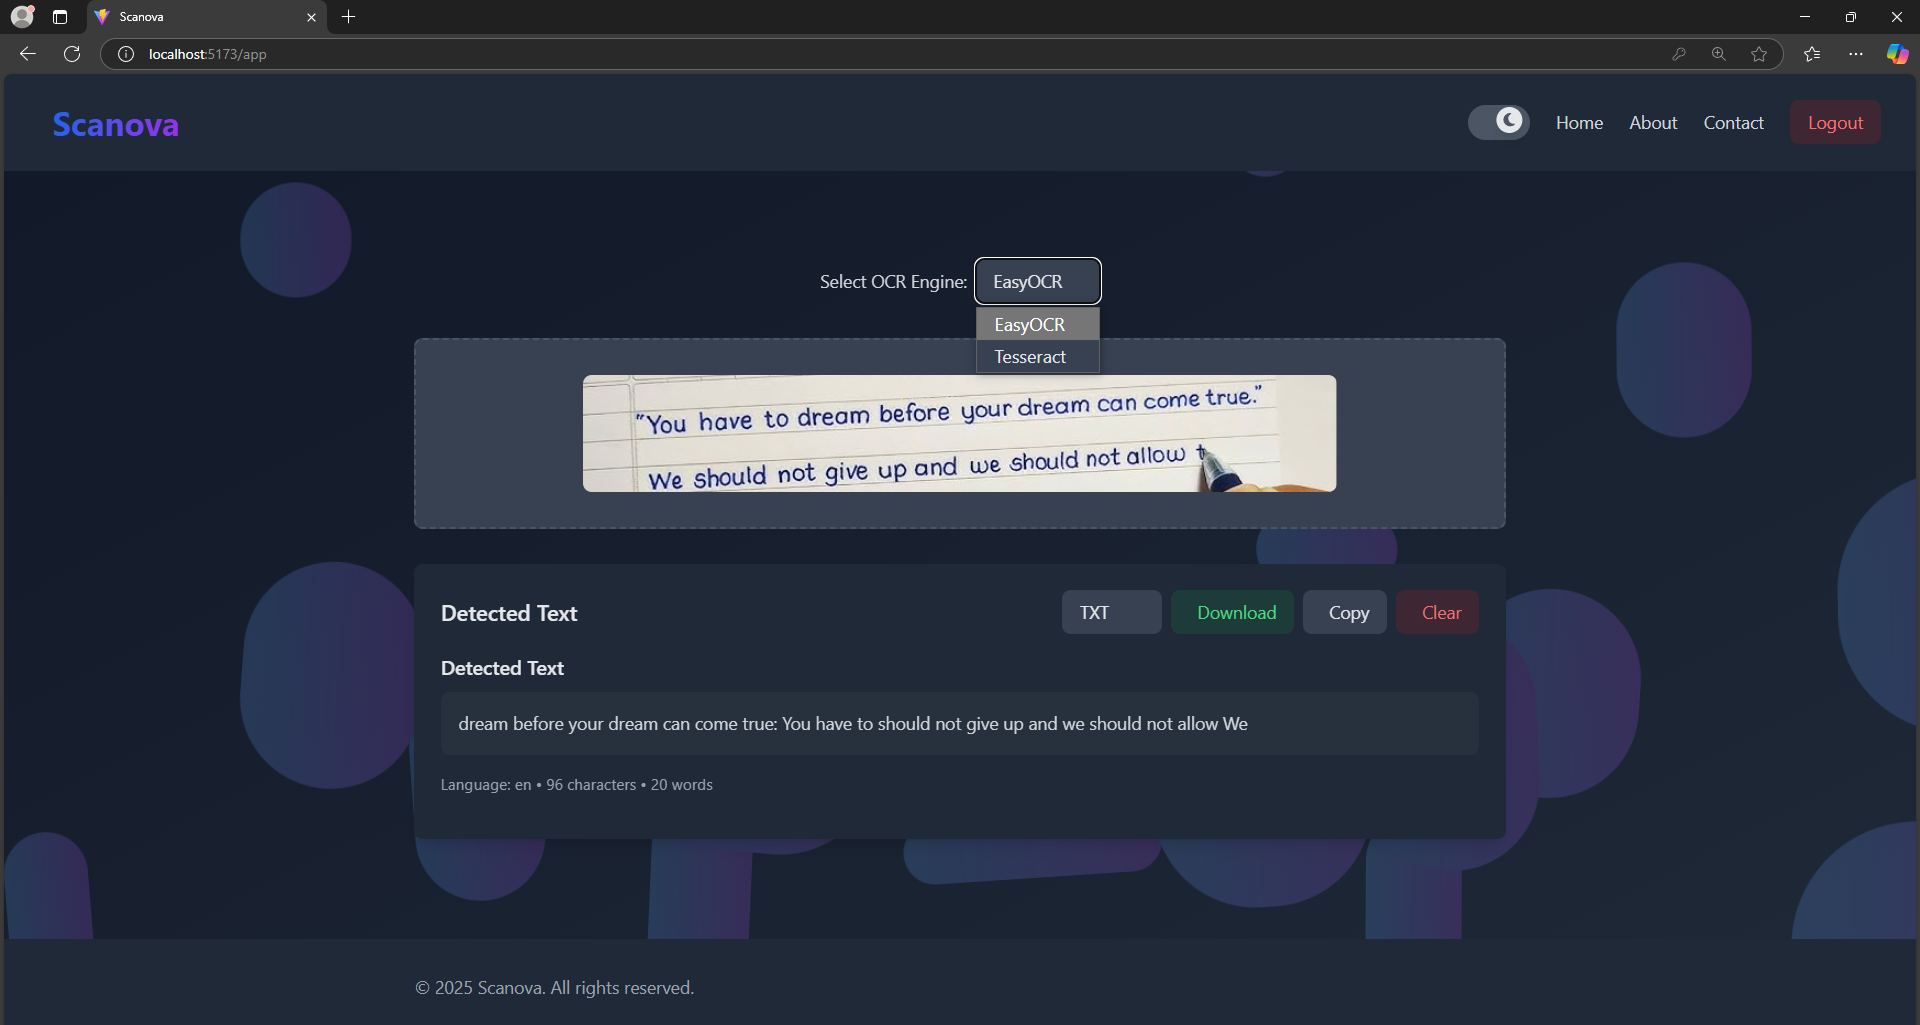 Scanova
localhost:5173/app
Scanova
Home About Contact Logout
Select OCR Engine: EasyOCR
EasyOCR
Tesseract
"You have to dream before your dream can come true."
We should not give up and we should not allow t
Detected Text
TXT Download Copy Clear
Detected Text
dream before your dream can come true: You have to should not give up and we should not allow We
Language: en • 96 characters • 20 words
© 2025 Scanova. All rights reserved.